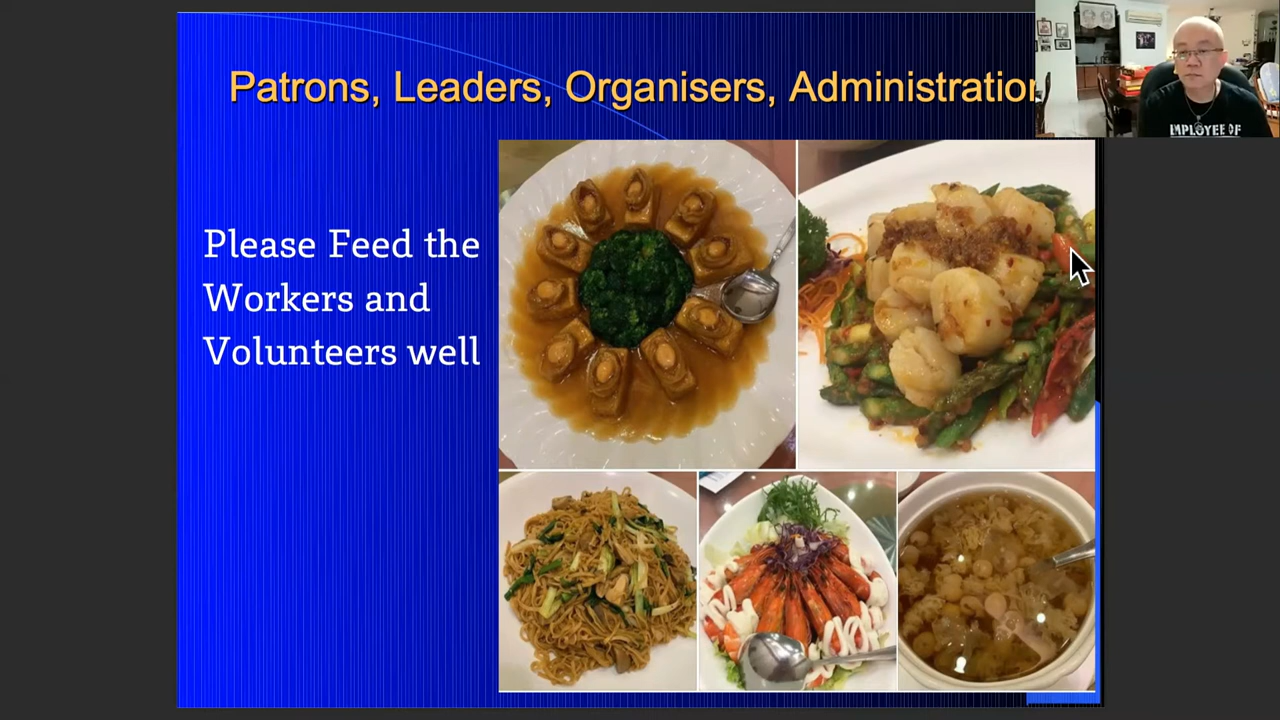 Patrons, Leaders, Organisers, Administration
Please Feed the
Workers and
Volunteers well
EMPLOYEE OF